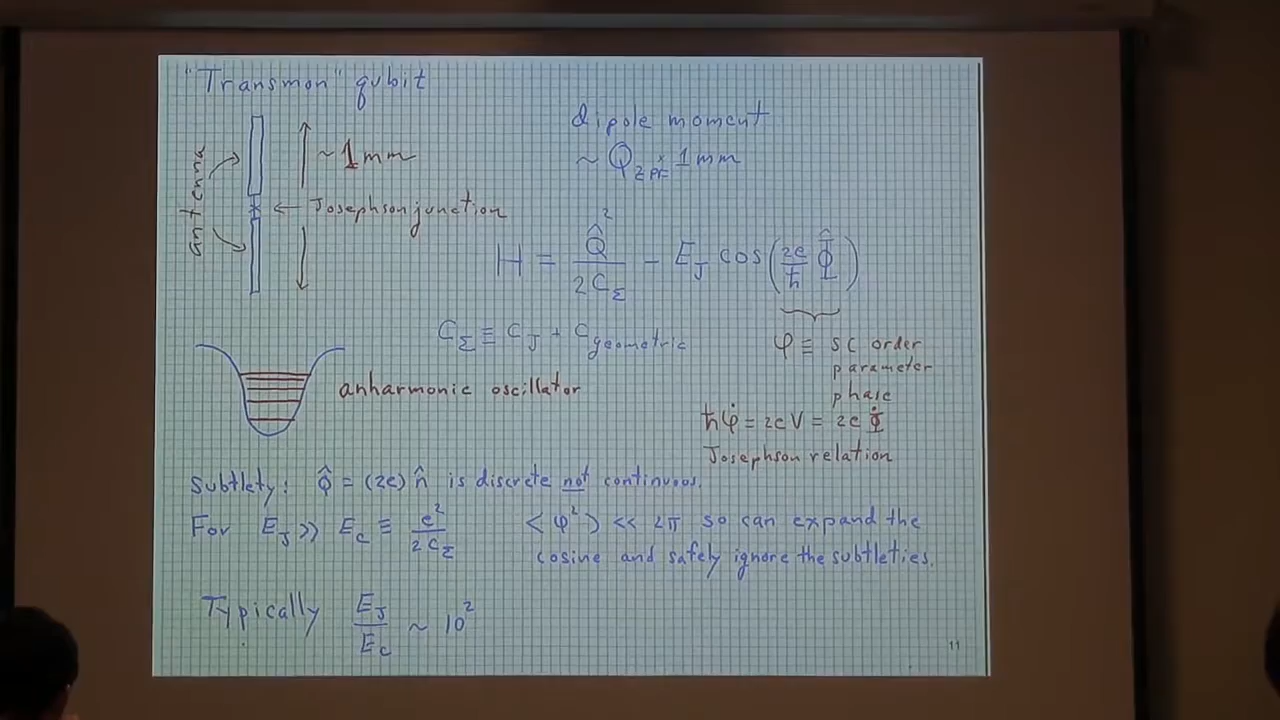 "Transmon" qubit
dipole moment
~ Q_ZPF × 1mm
antenna
~ 1mm
← Josephson junction
H = Q̂² / 2C_Σ − E_J cos(2e/ħ Φ̂)
C_Σ ≡ C_J + C_geometric
φ ≡ SC order
parameter
phase
anharmonic oscillator
ħφ̇ = 2eV = 2e Φ̇
Josephson relation
Subtlety: Q̂ = (2e) n̂ is discrete not continuous.
For E_J >> E_C ≡ e² / 2C_Σ
⟨φ²⟩ << 2π so can expand the
cosine and safely ignore the subtleties.
Typically E_J / E_C ~ 10²
11